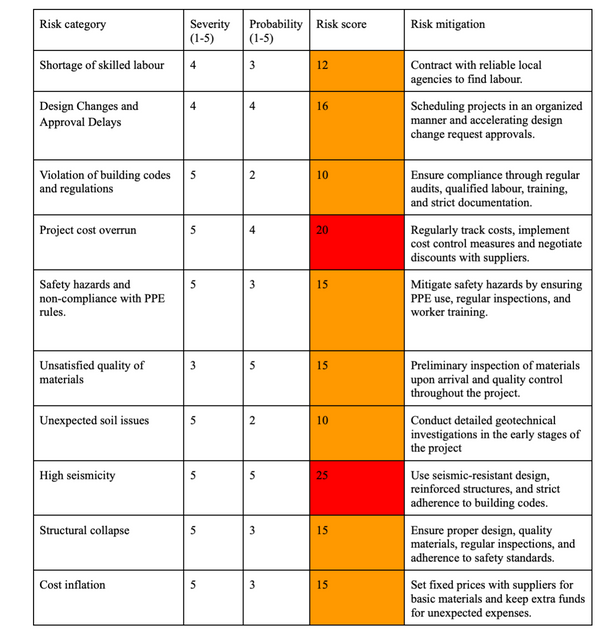 Risk category Severity Probability Risk score Risk mitigation
(1-5) (1-5)
Shortage of skilled labour 4 3 12 Contract with reliable local
agencies to find labour.
Design Changes and 4 4 16 Scheduling projects in an organized
Approval Delays manner and accelerating design
change request approvals.
Violation of building codes 5 2 10 Ensure compliance through regular
and regulations audits, qualified labour, training,
and strict documentation.
Project cost overrun 5 4 20 Regularly track costs, implement
cost control measures and negotiate
discounts with suppliers.
Safety hazards and 5 3 15 Mitigate safety hazards by ensuring
non-compliance with PPE PPE use, regular inspections, and
rules. worker training.
Unsatisfied quality of 3 5 15 Preliminary inspection of materials
materials upon arrival and quality control
throughout the project.
Unexpected soil issues 5 2 10 Conduct detailed geotechnical
investigations in the early stages of
the project
High seismicity 5 5 25 Use seismic-resistant design,
reinforced structures, and strict
adherence to building codes.
Structural collapse 5 3 15 Ensure proper design, quality
materials, regular inspections, and
adherence to safety standards.
Cost inflation 5 3 15 Set fixed prices with suppliers for
basic materials and keep extra funds
for unexpected expenses.